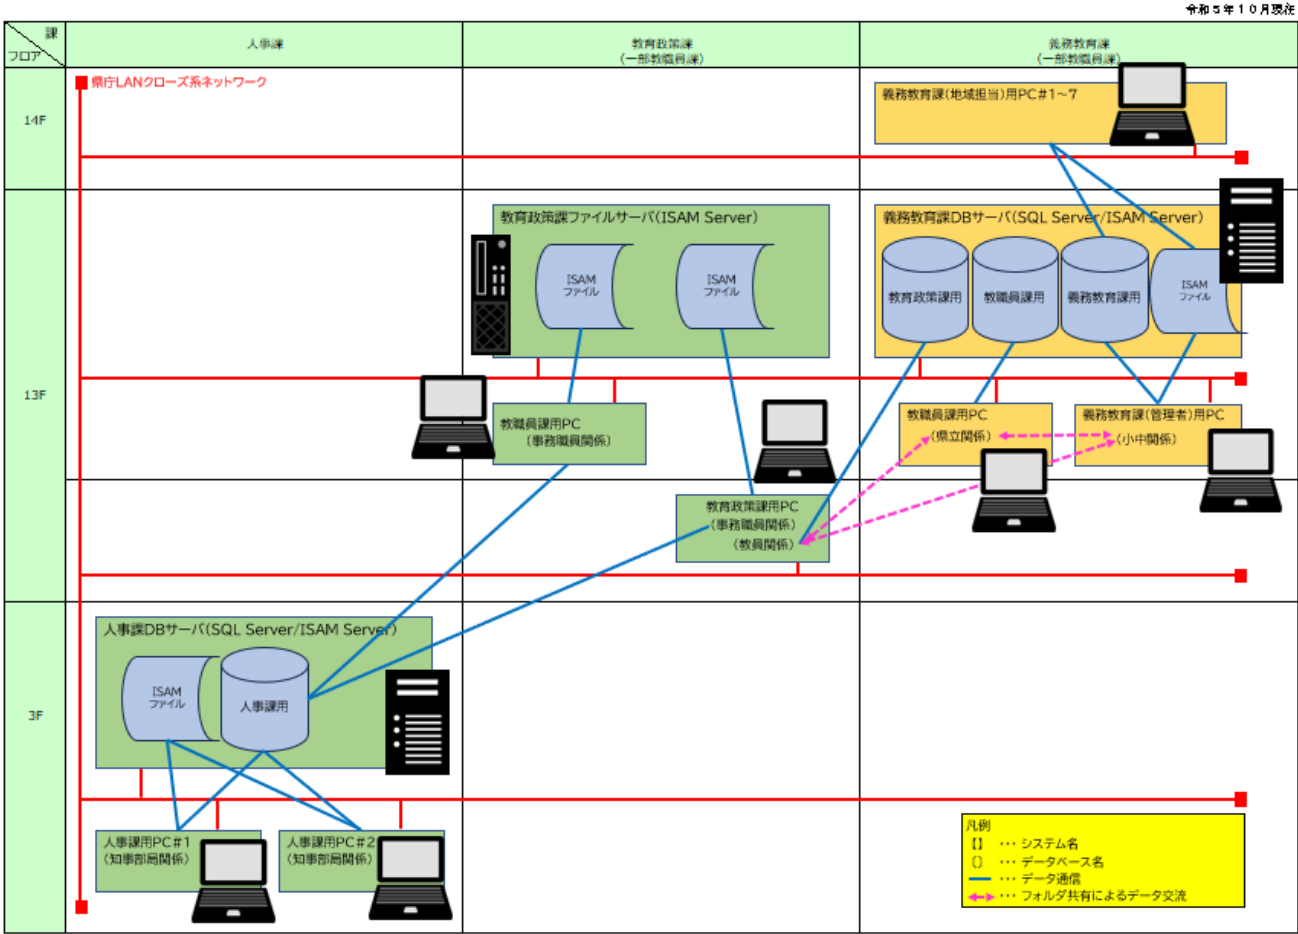 令和5年10月現在
課
フロア
人事課
教育政策課
(一部教職員課)
義務教育課
(一部教職員課)
県庁LANクローズ系ネットワーク
14F
義務教育課(地域担当)用PC#1～7
13F
教育政策課ファイルサーバ(ISAM Server)
ISAM
ファイル
ISAM
ファイル
義務教育課DBサーバ(SQL Server/ISAM Server)
教育政策課用
教職員課用
義務教育課用
ISAM
ファイル
教職員課用PC
(事務職員関係)
教職員課用PC
(県立関係)
義務教育課(管理者)用PC
(小中関係)
教育政策課用PC
(事務職員関係)
(教員関係)
3F
人事課DBサーバ(SQL Server/ISAM Server)
ISAM
ファイル
人事課用
人事課用PC#1
(知事部局関係)
人事課用PC#2
(知事部局関係)
凡例
【】 ･･･ システム名
() ･･･ データベース名
･･･ データ通信
･･･ フォルダ共有によるデータ交流